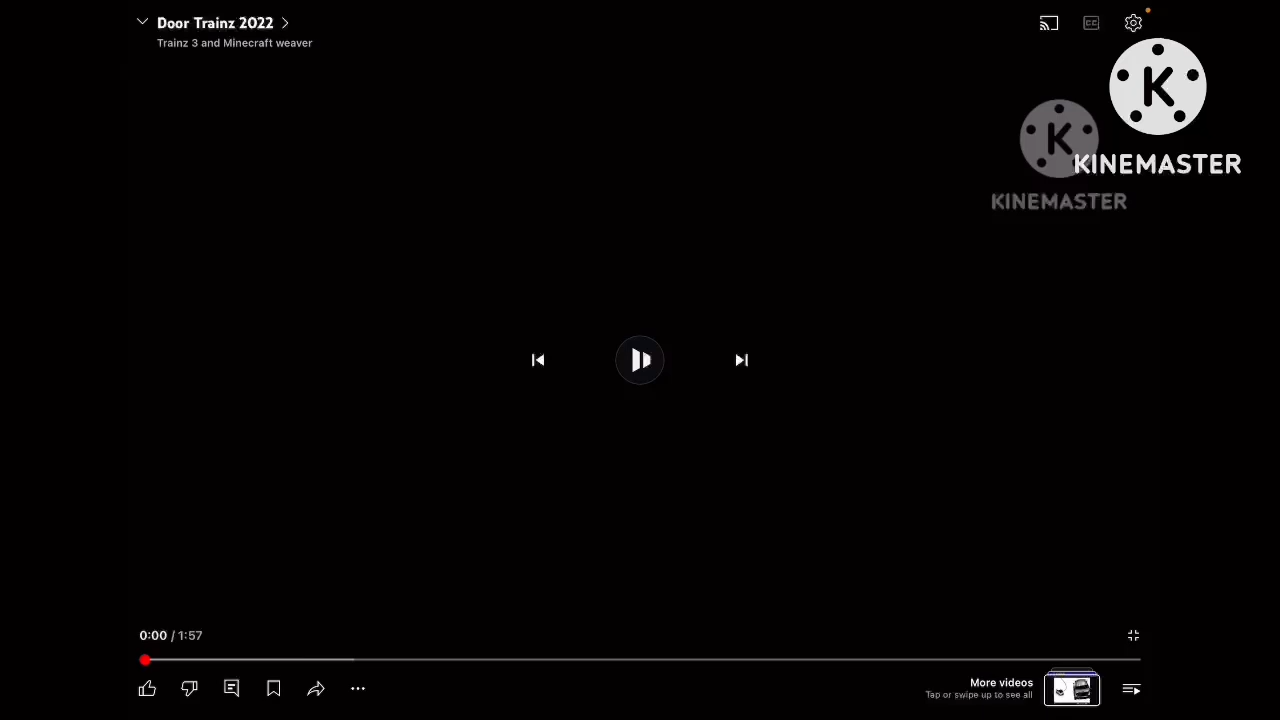 Door Trainz 2022
Trainz 3 and Minecraft weaver
CC
K
KINEMASTER
K
KINEMASTER
0:00 / 1:57
More videos
Tap or swipe up to see all